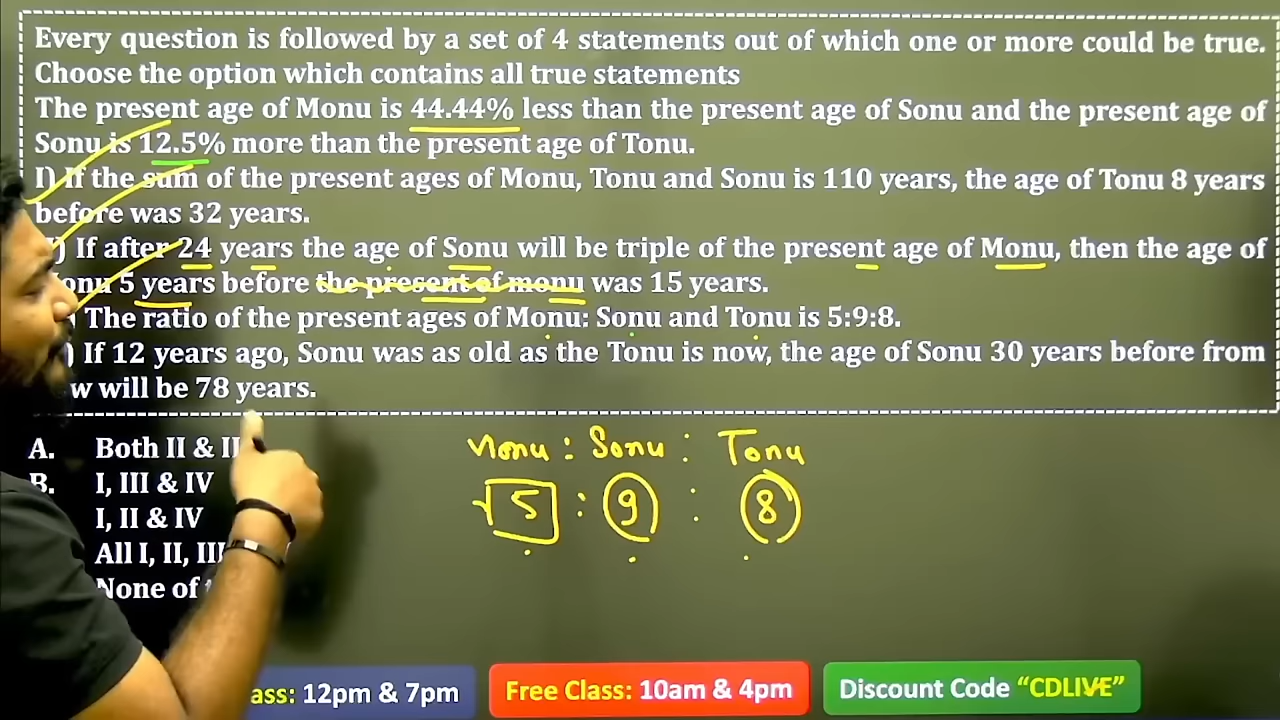 Every question is followed by a set of 4 statements out of which one or more could be true.
Choose the option which contains all true statements
The present age of Monu is 44.44% less than the present age of Sonu and the present age of
Sonu is 12.5% more than the present age of Tonu.
I) If the sum of the present ages of Monu, Tonu and Sonu is 110 years, the age of Tonu 8 years
before was 32 years.
) If after 24 years the age of Sonu will be triple of the present age of Monu, then the age of
onu 5 years before the present of monu was 15 years.
) The ratio of the present ages of Monu: Sonu and Tonu is 5:9:8.
) If 12 years ago, Sonu was as old as the Tonu is now, the age of Sonu 30 years before from
w will be 78 years.
A. Both II & II
B. I, III & IV
I, II & IV
All I, II, III
None of
Monu : Sonu : Tonu
5 : 9 : 8
ass: 12pm & 7pm
Free Class: 10am & 4pm
Discount Code “CDLIVE”